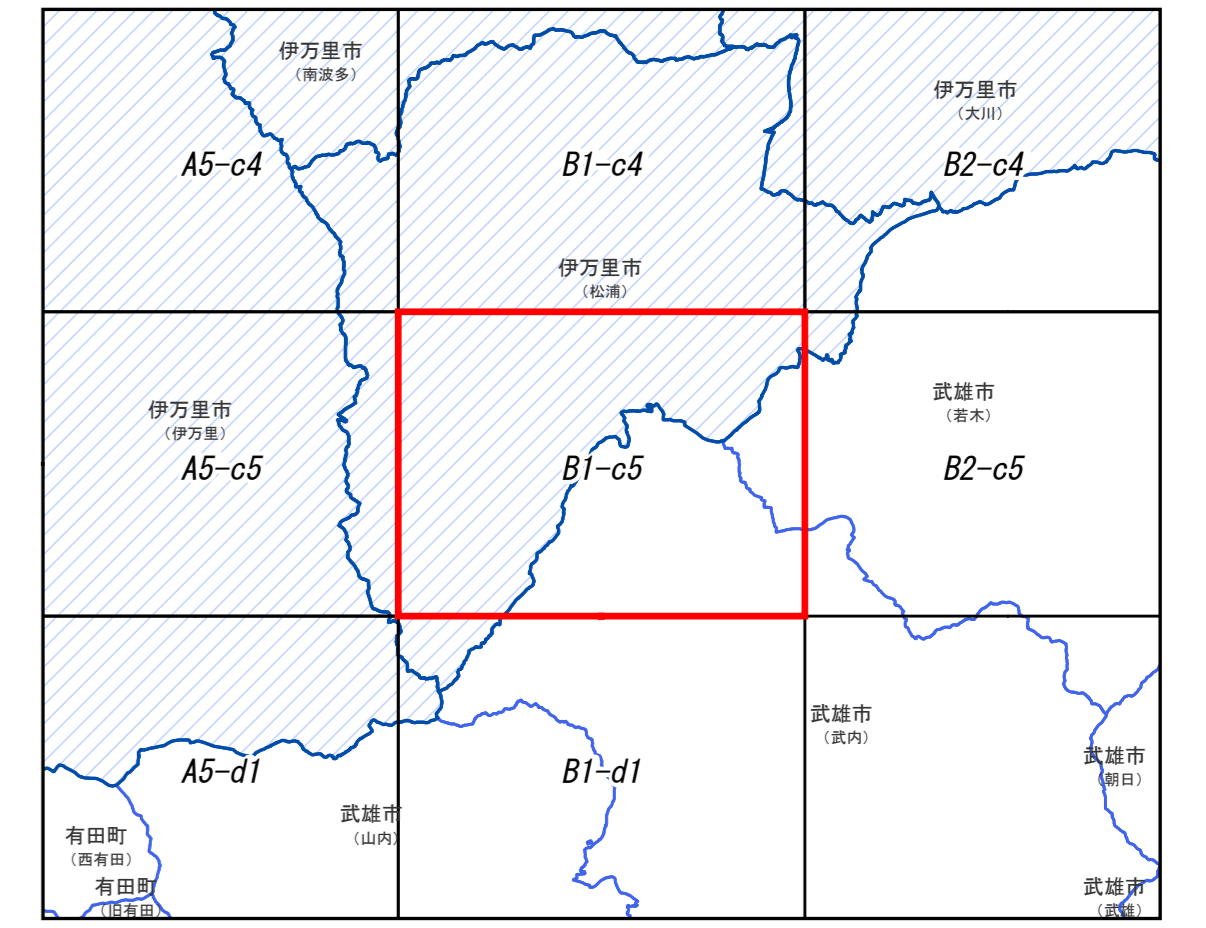 伊万里市
（南波多）
伊万里市
（大川）
A5-c4
B1-c4
B2-c4
伊万里市
（松浦）
伊万里市
（伊万里）
武雄市
（若木）
A5-c5
B1-c5
B2-c5
武雄市
（武内）
武雄市
（朝日）
A5-d1
B1-d1
武雄市
（山内）
有田町
（西有田）
有田町
（旧有田）
武雄市
（武雄）